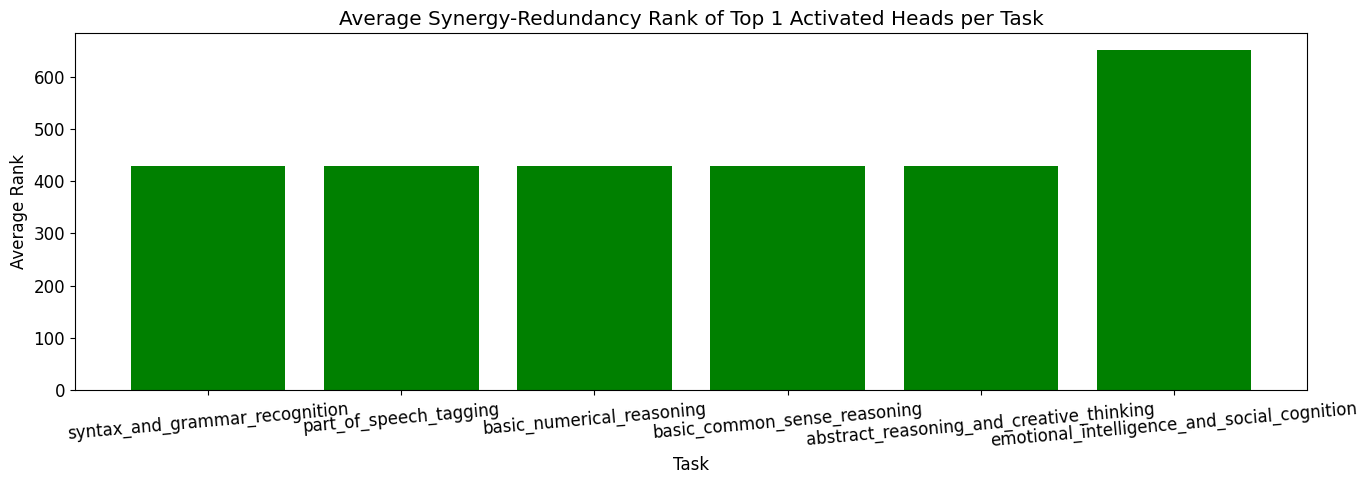 Average Synergy-Redundancy Rank of Top 1 Activated Heads per Task
Average Rank
600
500
400
300
200
100
0
syntax_and_grammar_recognition
part_of_speech_tagging
basic_numerical_reasoning
basic_common_sense_reasoning
abstract_reasoning_and_creative_thinking
emotional_intelligence_and_social_cognition
Task